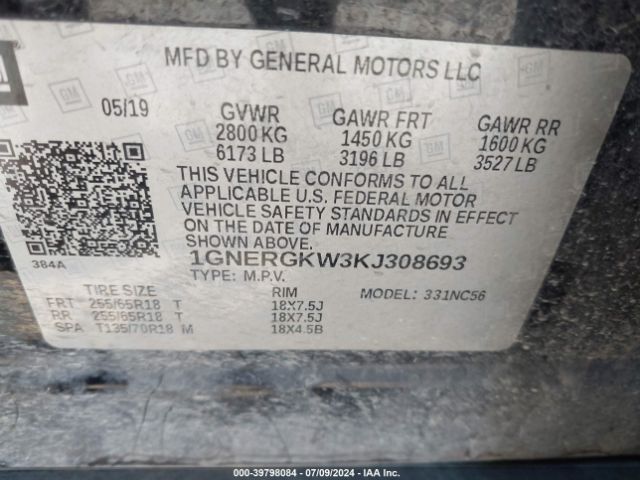 GM
MFD BY GENERAL MOTORS LLC
05/19 GVWR GAWR FRT GAWR RR
2800 KG 1450 KG 1600 KG
6173 LB 3196 LB 3527 LB
THIS VEHICLE CONFORMS TO ALL
APPLICABLE U.S. FEDERAL MOTOR
VEHICLE SAFETY STANDARDS IN EFFECT
ON THE DATE OF MANUFACTURE
SHOWN ABOVE.
384A 1GNERGKW3KJ308693
TYPE: M.P.V.
TIRE SIZE RIM MODEL: 331NC56
FRT 255/65R18 T 18X7.5J
RR 255/65R18 T 18X7.5J
SPA T135/70R18 M 18X4.5B
000-39798084 / 07/09/2024 - IAA Inc.